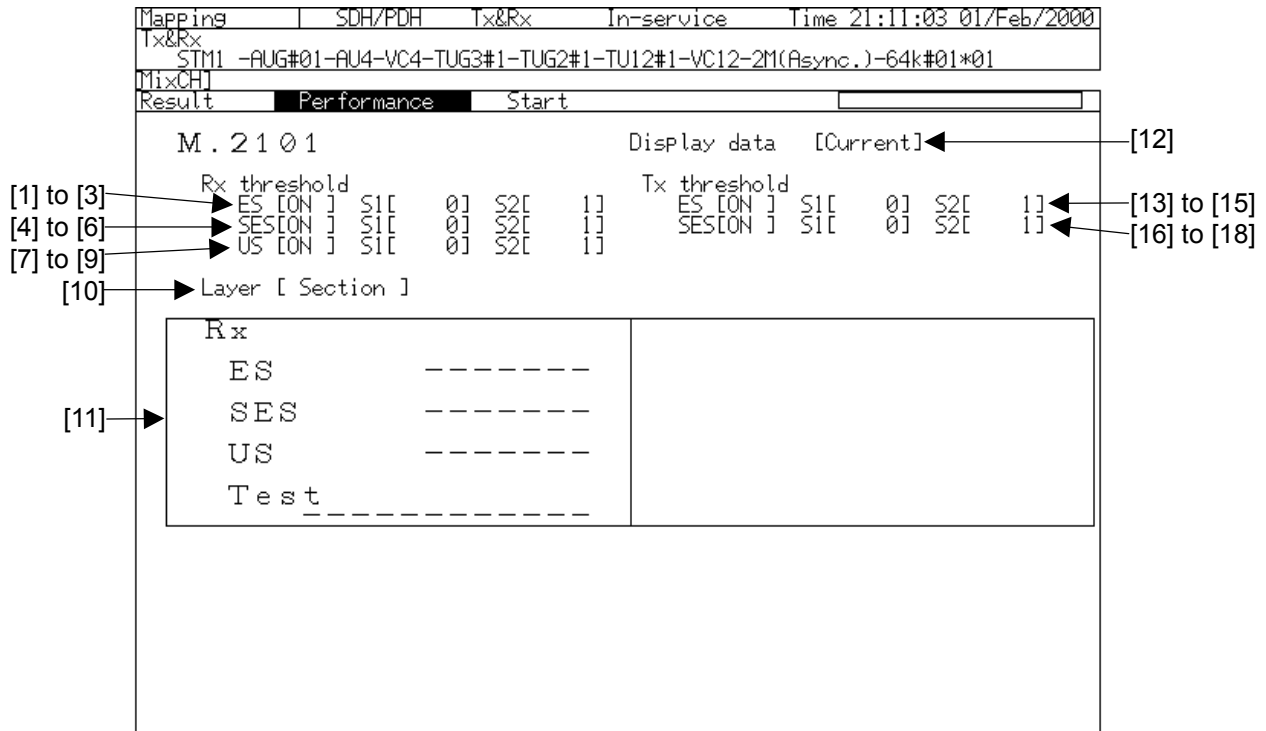 Mapping SDH/PDH Tx&Rx In-service Time 21:11:03 01/Feb/2000
Tx&Rx
STM1 -AUG#01-AU4-VC4-TUG3#1-TUG2#1-TU12#1-VC12-2M(Async.)-64k#01*01
MixCH]
Result Performance Start
M.2101 Display data [Current] [12]
Rx threshold Tx threshold
[1] to [3] ES [ON ] S1[ 0] S2[ 1] ES [ON ] S1[ 0] S2[ 1] [13] to [15]
[4] to [6] SES[ON ] S1[ 0] S2[ 1] SES[ON ] S1[ 0] S2[ 1] [16] to [18]
[7] to [9] US [ON ] S1[ 0] S2[ 1]
[10] Layer [ Section ]
Rx
ES -------
[11] SES -------
US -------
Test ------------